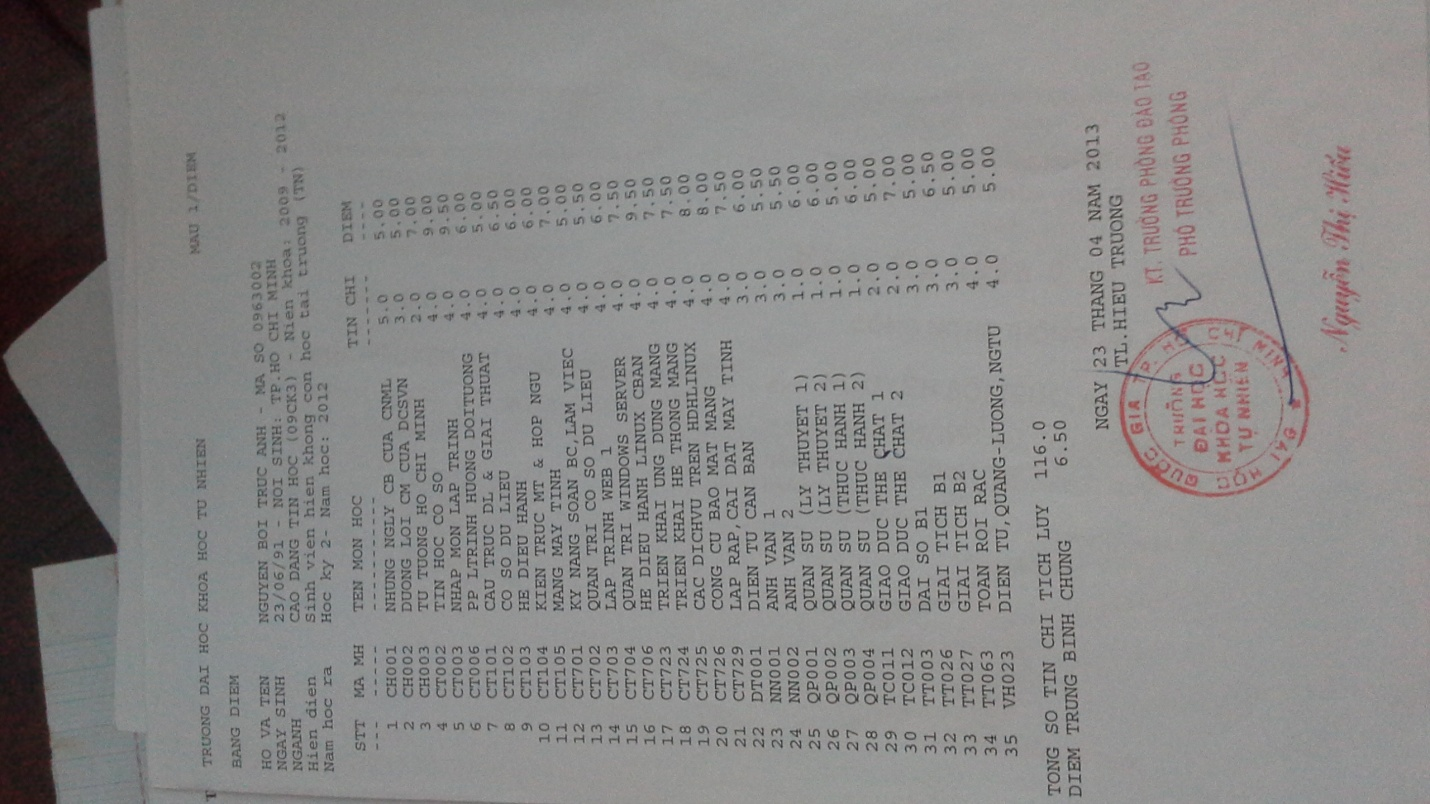 MAU 1/DIEM
TRUONG DAI HOC KHOA HOC TU NHIEN
BANG DIEM
HO VA TEN NGUYEN BOI TRUC ANH - MA SO 0963002
NGAY SINH 23/06/91 - NOI SINH: TP.HO CHI MINH
NGANH CAO DANG TIN HOC (09CK3) - Nien khoa: 2009 - 2012
Hien dien Sinh vien hien khong con hoc tai truong (TN)
Nam hoc ra Hoc ky 2- Nam hoc: 2012
STT MA MH TEN MON HOC TIN CHI DIEM
--- ----- ----------- ------- ----
1 CH001 NHUNG NGLY CB CUA CNML 5.0 5.00
2 CH002 DUONG LOI CM CUA DCSVN 3.0 5.00
3 CH003 TU TUONG HO CHI MINH 2.0 7.00
4 CT002 TIN HOC CO SO 4.0 9.00
5 CT003 NHAP MON LAP TRINH 4.0 9.50
6 CT006 PP LTRINH HUONG DOITUONG 4.0 6.00
7 CT101 CAU TRUC DL & GIAI THUAT 4.0 5.00
8 CT102 CO SO DU LIEU 4.0 6.50
9 CT103 HE DIEU HANH 4.0 6.00
10 CT104 KIEN TRUC MT & HOP NGU 4.0 6.00
11 CT105 MANG MAY TINH 4.0 7.00
12 CT701 KY NANG SOAN BC,LAM VIEC 4.0 5.00
13 CT702 QUAN TRI CO SO DU LIEU 4.0 5.50
14 CT703 LAP TRINH WEB 1 4.0 6.00
15 CT704 QUAN TRI WINDOWS SERVER 4.0 7.50
16 CT706 HE DIEU HANH LINUX CBAN 4.0 9.50
17 CT723 TRIEN KHAI UNG DUNG MANG 4.0 7.50
18 CT724 TRIEN KHAI HE THONG MANG 4.0 7.50
19 CT725 CAC DICHVU TREN HDHLINUX 4.0 8.00
20 CT726 CONG CU BAO MAT MANG 4.0 8.00
21 CT729 LAP RAP,CAI DAT MAY TINH 4.0 7.50
22 DT001 DIEN TU CAN BAN 3.0 6.00
23 NN001 ANH VAN 1 3.0 5.50
24 NN002 ANH VAN 2 3.0 5.50
25 QP001 QUAN SU (LY THUYET 1) 1.0 6.00
26 QP002 QUAN SU (LY THUYET 2) 1.0 6.00
27 QP003 QUAN SU (THUC HANH 1) 1.0 5.00
28 QP004 QUAN SU (THUC HANH 2) 1.0 6.00
29 TC011 GIAO DUC THE CHAT 1 2.0 5.00
30 TC012 GIAO DUC THE CHAT 2 2.0 7.00
31 TT003 DAI SO B1 3.0 5.00
32 TT026 GIAI TICH B1 3.0 6.50
33 TT027 GIAI TICH B2 3.0 5.00
34 TT063 TOAN ROI RAC 4.0 5.00
35 VH023 DIEN TU,QUANG-LUONG,NGTU 4.0 5.00
TONG SO TIN CHI TICH LUY 116.0
DIEM TRUNG BINH CHUNG 6.50
NGAY 23 THANG 04 NAM 2013
TL.HIEU TRUONG
KT. TRƯỞNG PHÒNG ĐÀO TẠO
PHÓ TRƯỞNG PHÒNG
TRƯỜNG
ĐẠI HỌC
KHOA HỌC
TỰ NHIÊN
Nguyễn Thị Hiếu